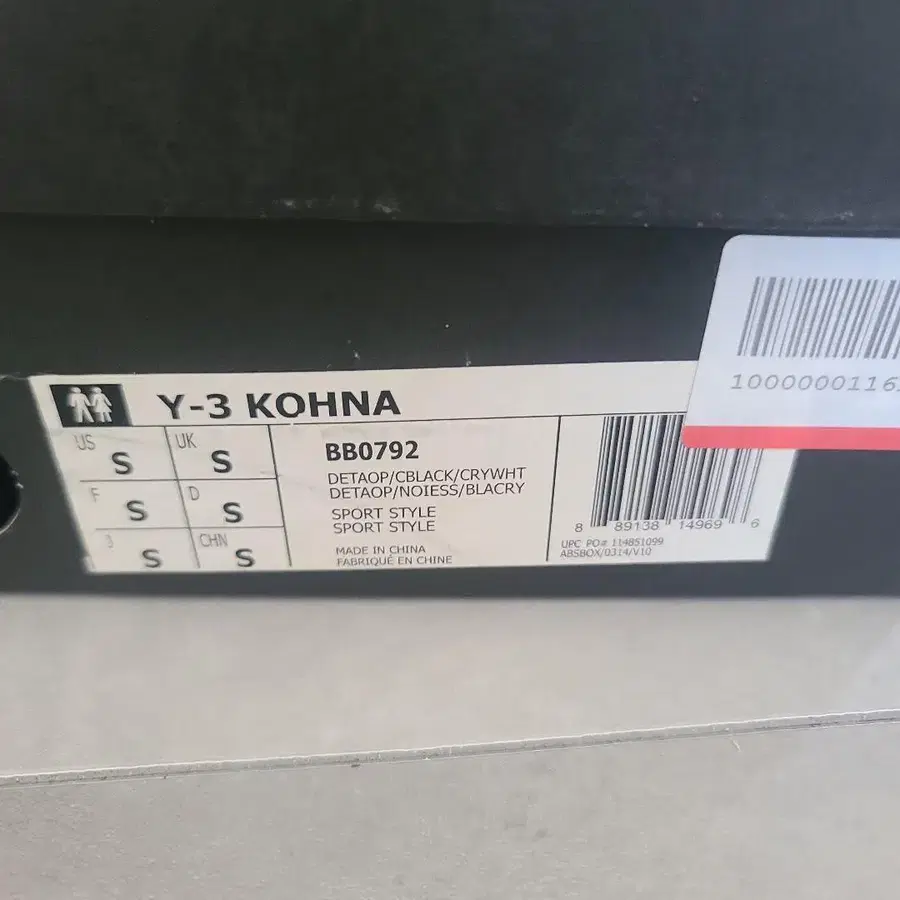 1000000116
Y-3 KOHNA
US S UK S
F S D S
J S CHN S
BB0792
DETAOP/CBLACK/CRYWHT
DETAOP/NOIESS/BLACRY
SPORT STYLE
SPORT STYLE
MADE IN CHINA
FABRIQUÉ EN CHINE
8 89138 14969 6
UPC PO# 114851099
ABSBOX/0314/V10